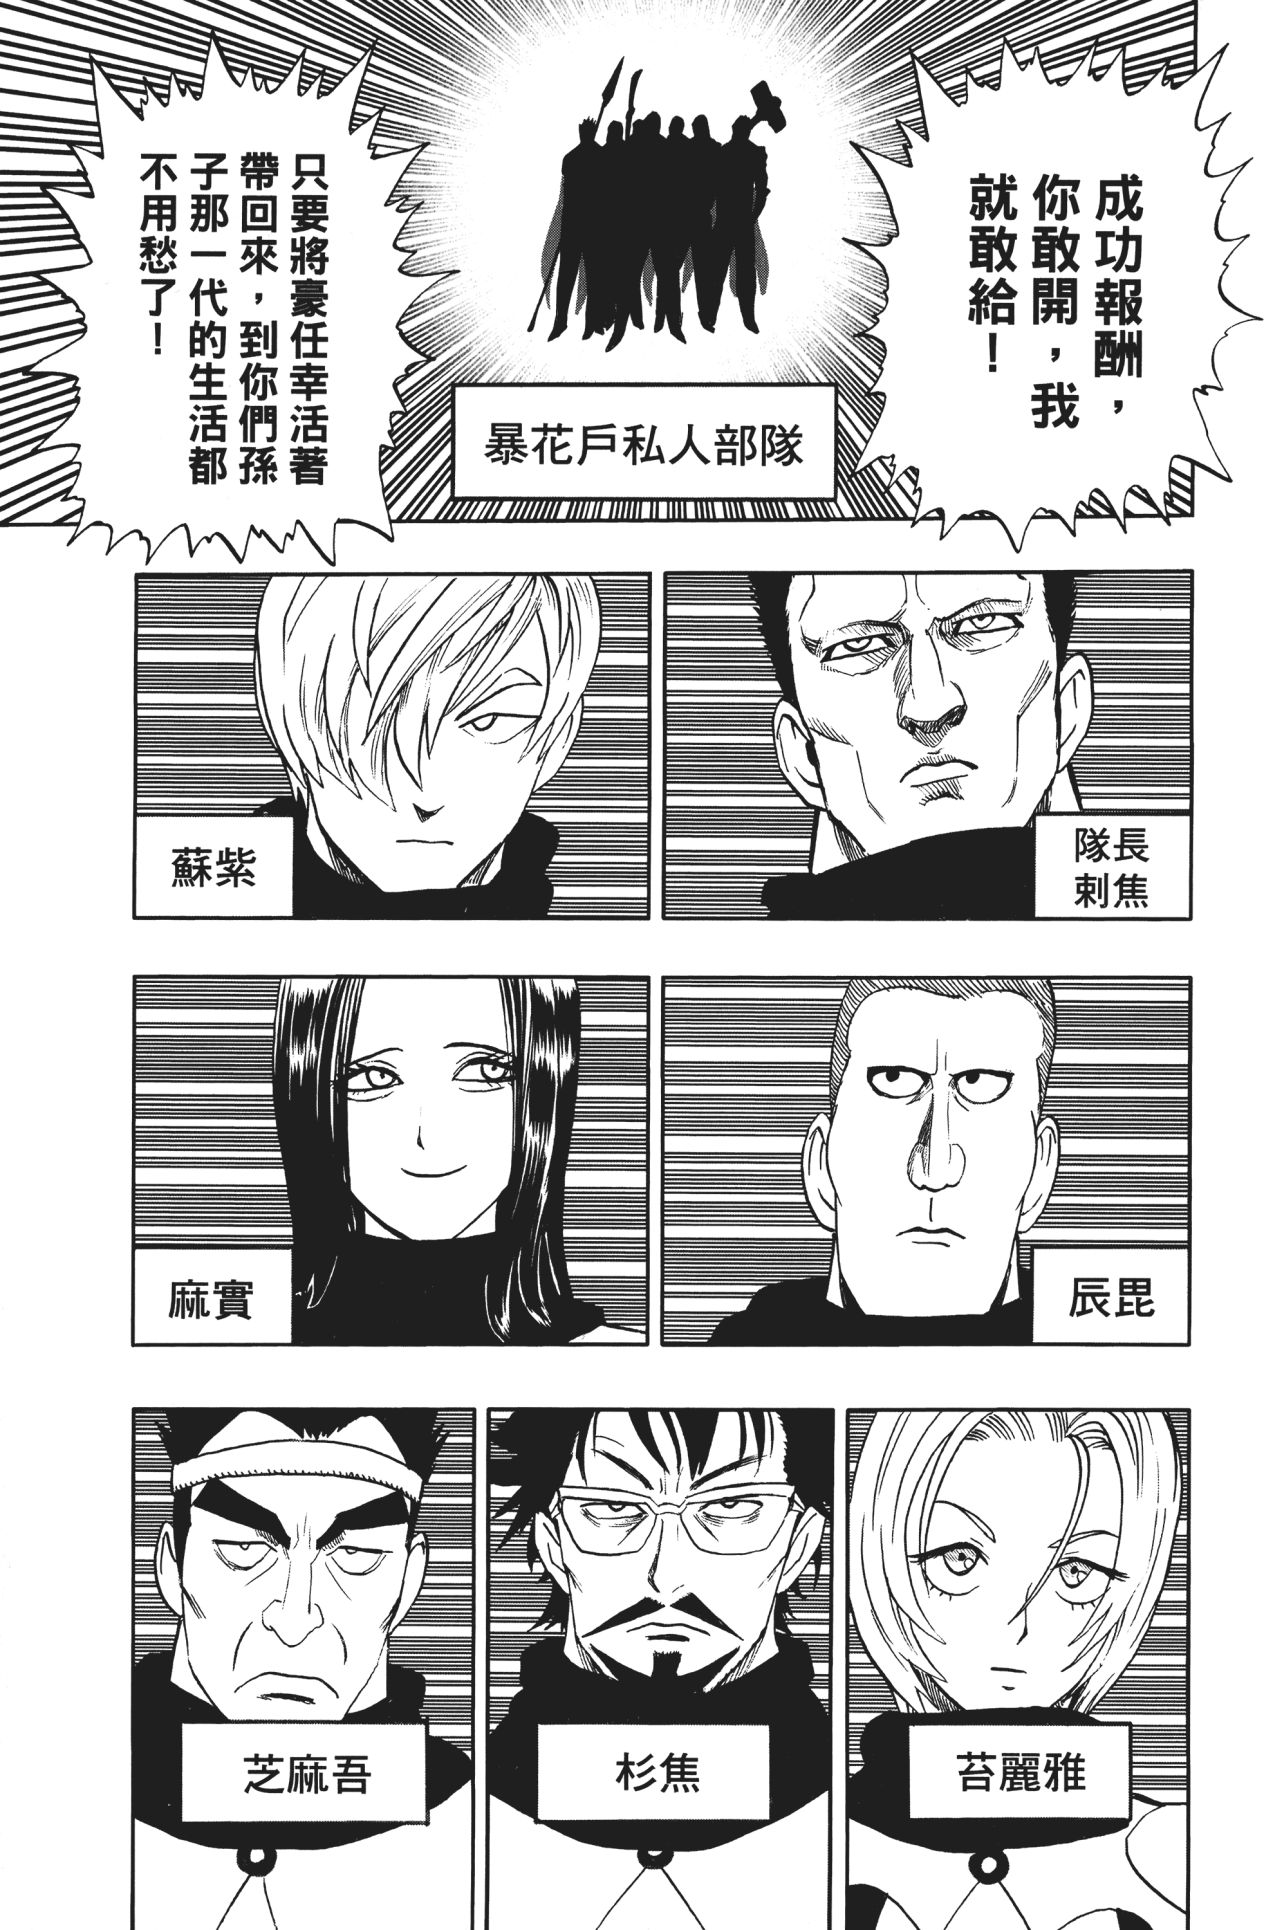 成功報酬，
你敢開，我
就敢給！
暴花戶私人部隊
只要將豪任幸活著
帶回來，到你們孫
子那一代的生活都
不用愁了！
隊長
剌焦
蘇紫
辰毘
麻實
苔麗雅
杉焦
芝麻吾